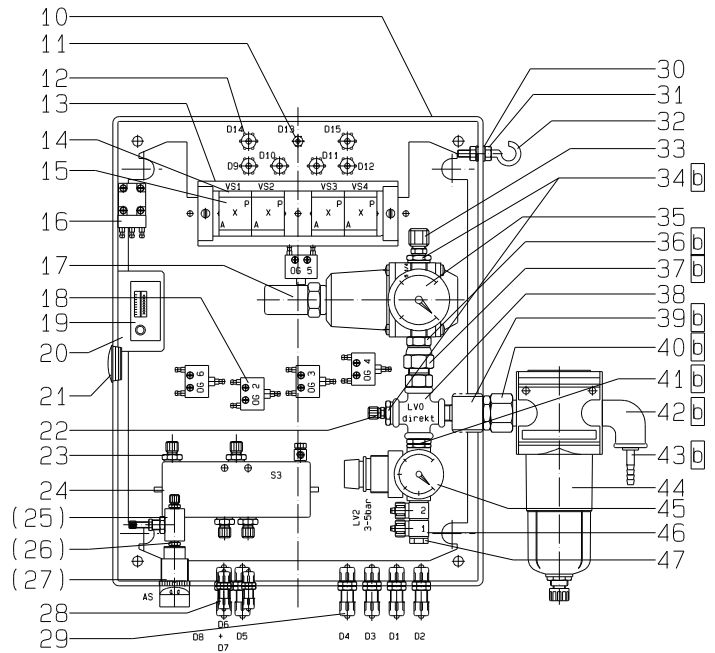 10
11
12
13
14
15
16
17
18
19
20
21
22
23
24
(25)
(26)
(27)
28
29
30
31
32
33
34 b
35
36 b
37 b
38
39 b
40 b
41 b
42 b
43 b
44
45
46
47
D14 D13 D15
D9 D10 D11 D12
VS1 VS2 VS3 VS4
X P X X X P
A A A A
OG 5
OG 6
OG 2
OG 3
OG 4
LV0
direkt
S3
LV2
3-5bar
2
1
AS
D8
D6
+
D7
D5
D4 D3 D1 D2